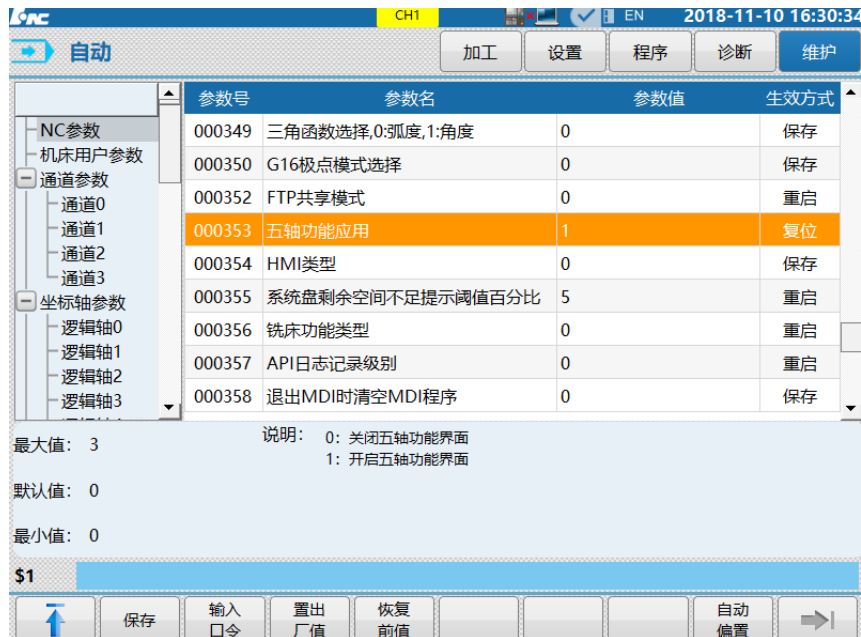 CH1 EN 2018-11-10 16:30:34
自动 加工 设置 程序 诊断 维护
参数号 参数名 参数值 生效方式
NC参数
机床用户参数
通道参数
通道0
通道1
通道2
通道3
坐标轴参数
逻辑轴0
逻辑轴1
逻辑轴2
逻辑轴3
000349 三角函数选择,0:弧度,1:角度 0 保存
000350 G16极点模式选择 0 保存
000352 FTP共享模式 0 重启
000353 五轴功能应用 1 复位
000354 HMI类型 0 保存
000355 系统盘剩余空间不足提示阈值百分比 5 重启
000356 铣床功能类型 0 重启
000357 API日志记录级别 0 重启
000358 退出MDI时清空MDI程序 0 保存
最大值: 3
说明: 0: 关闭五轴功能界面
1: 开启五轴功能界面
默认值: 0
最小值: 0
$1
保存
输入
口令
置出
厂值
恢复
前值
自动
偏置